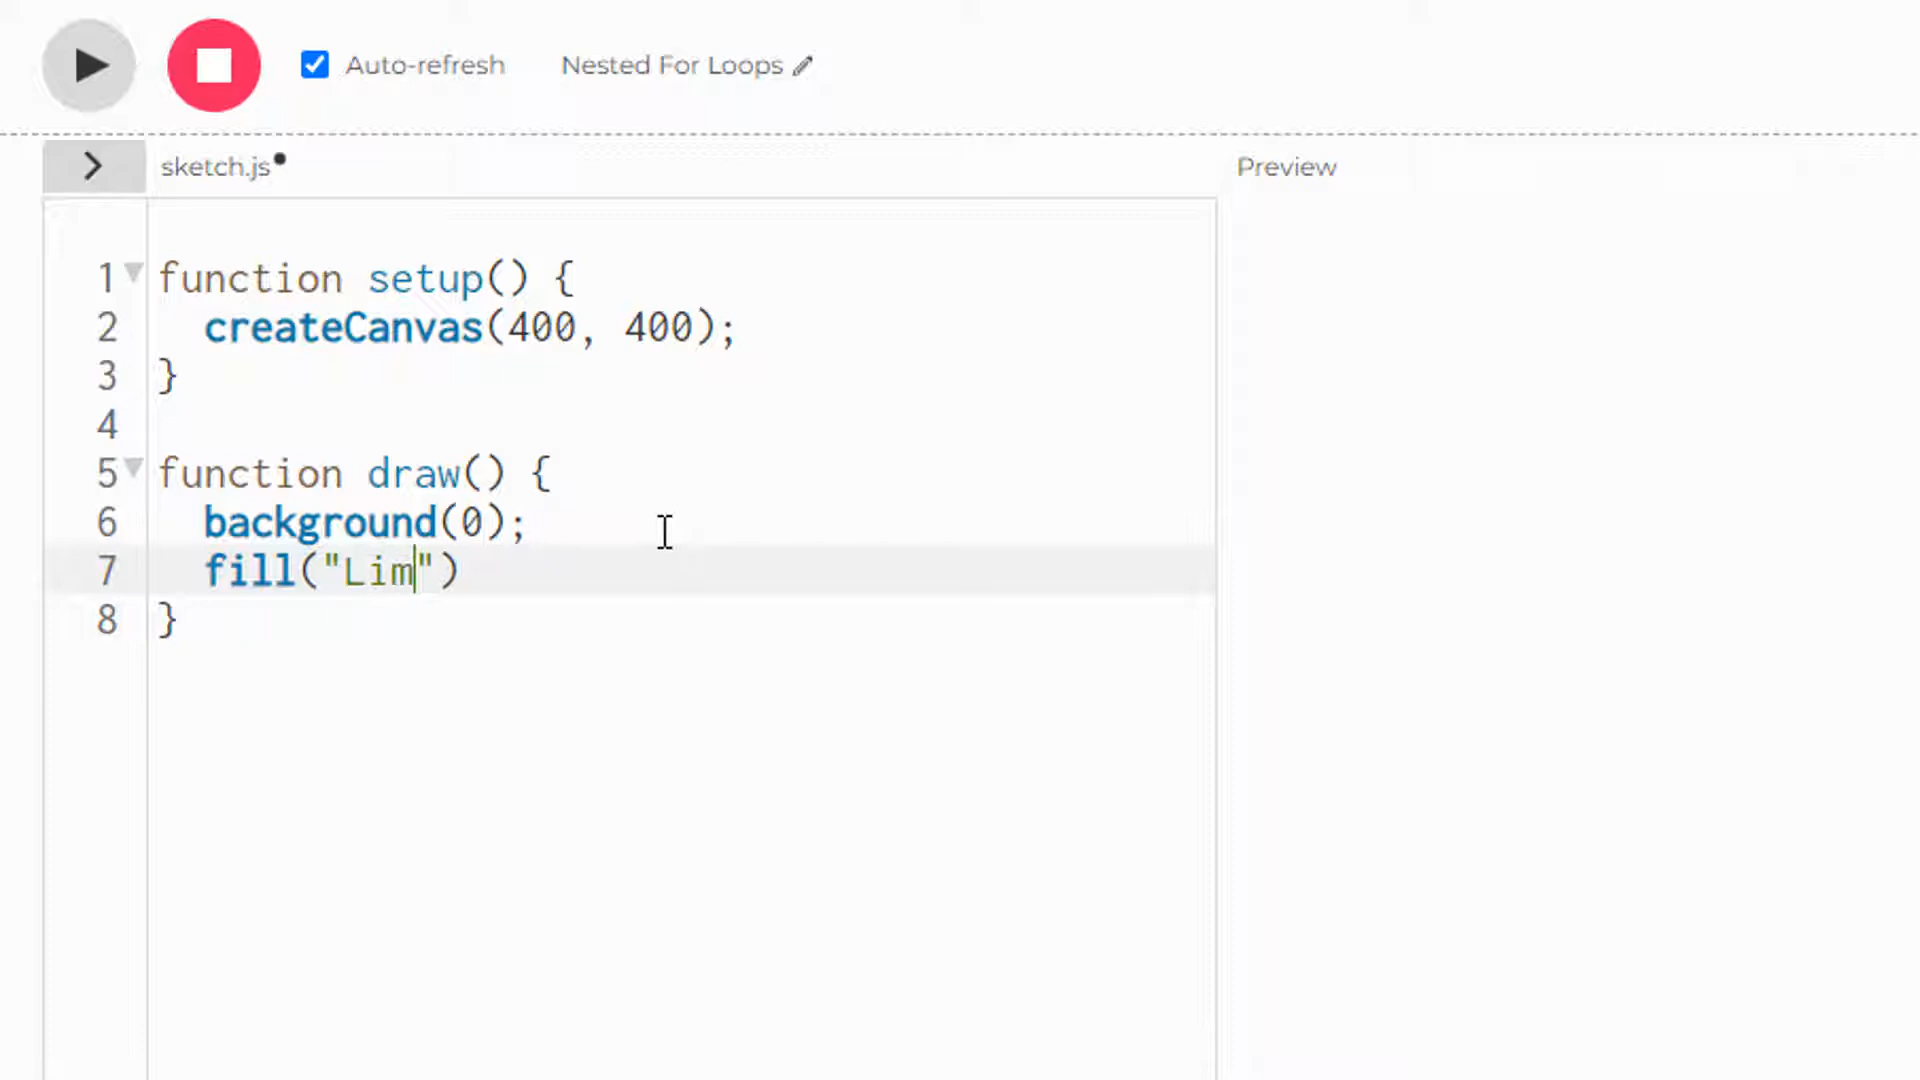 Auto-refresh Nested For Loops
sketch.js• Preview
1 function setup() {
2 createCanvas(400, 400);
3 }
4
5 function draw() {
6 background(0);
7 fill("Lim")
8 }